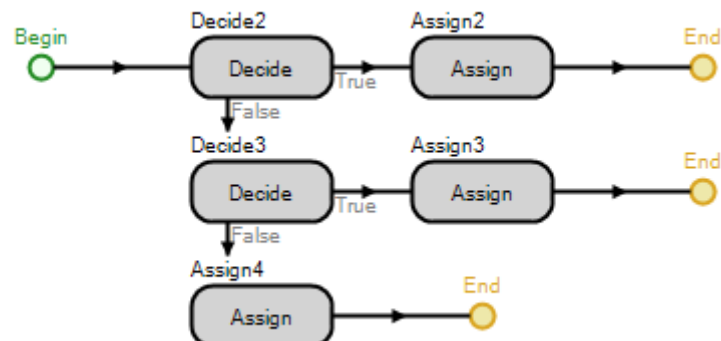 Decide2
Assign2
Begin
End
Decide
Assign
True
False
Decide3
Assign3
End
Decide
Assign
True
False
Assign4
End
Assign